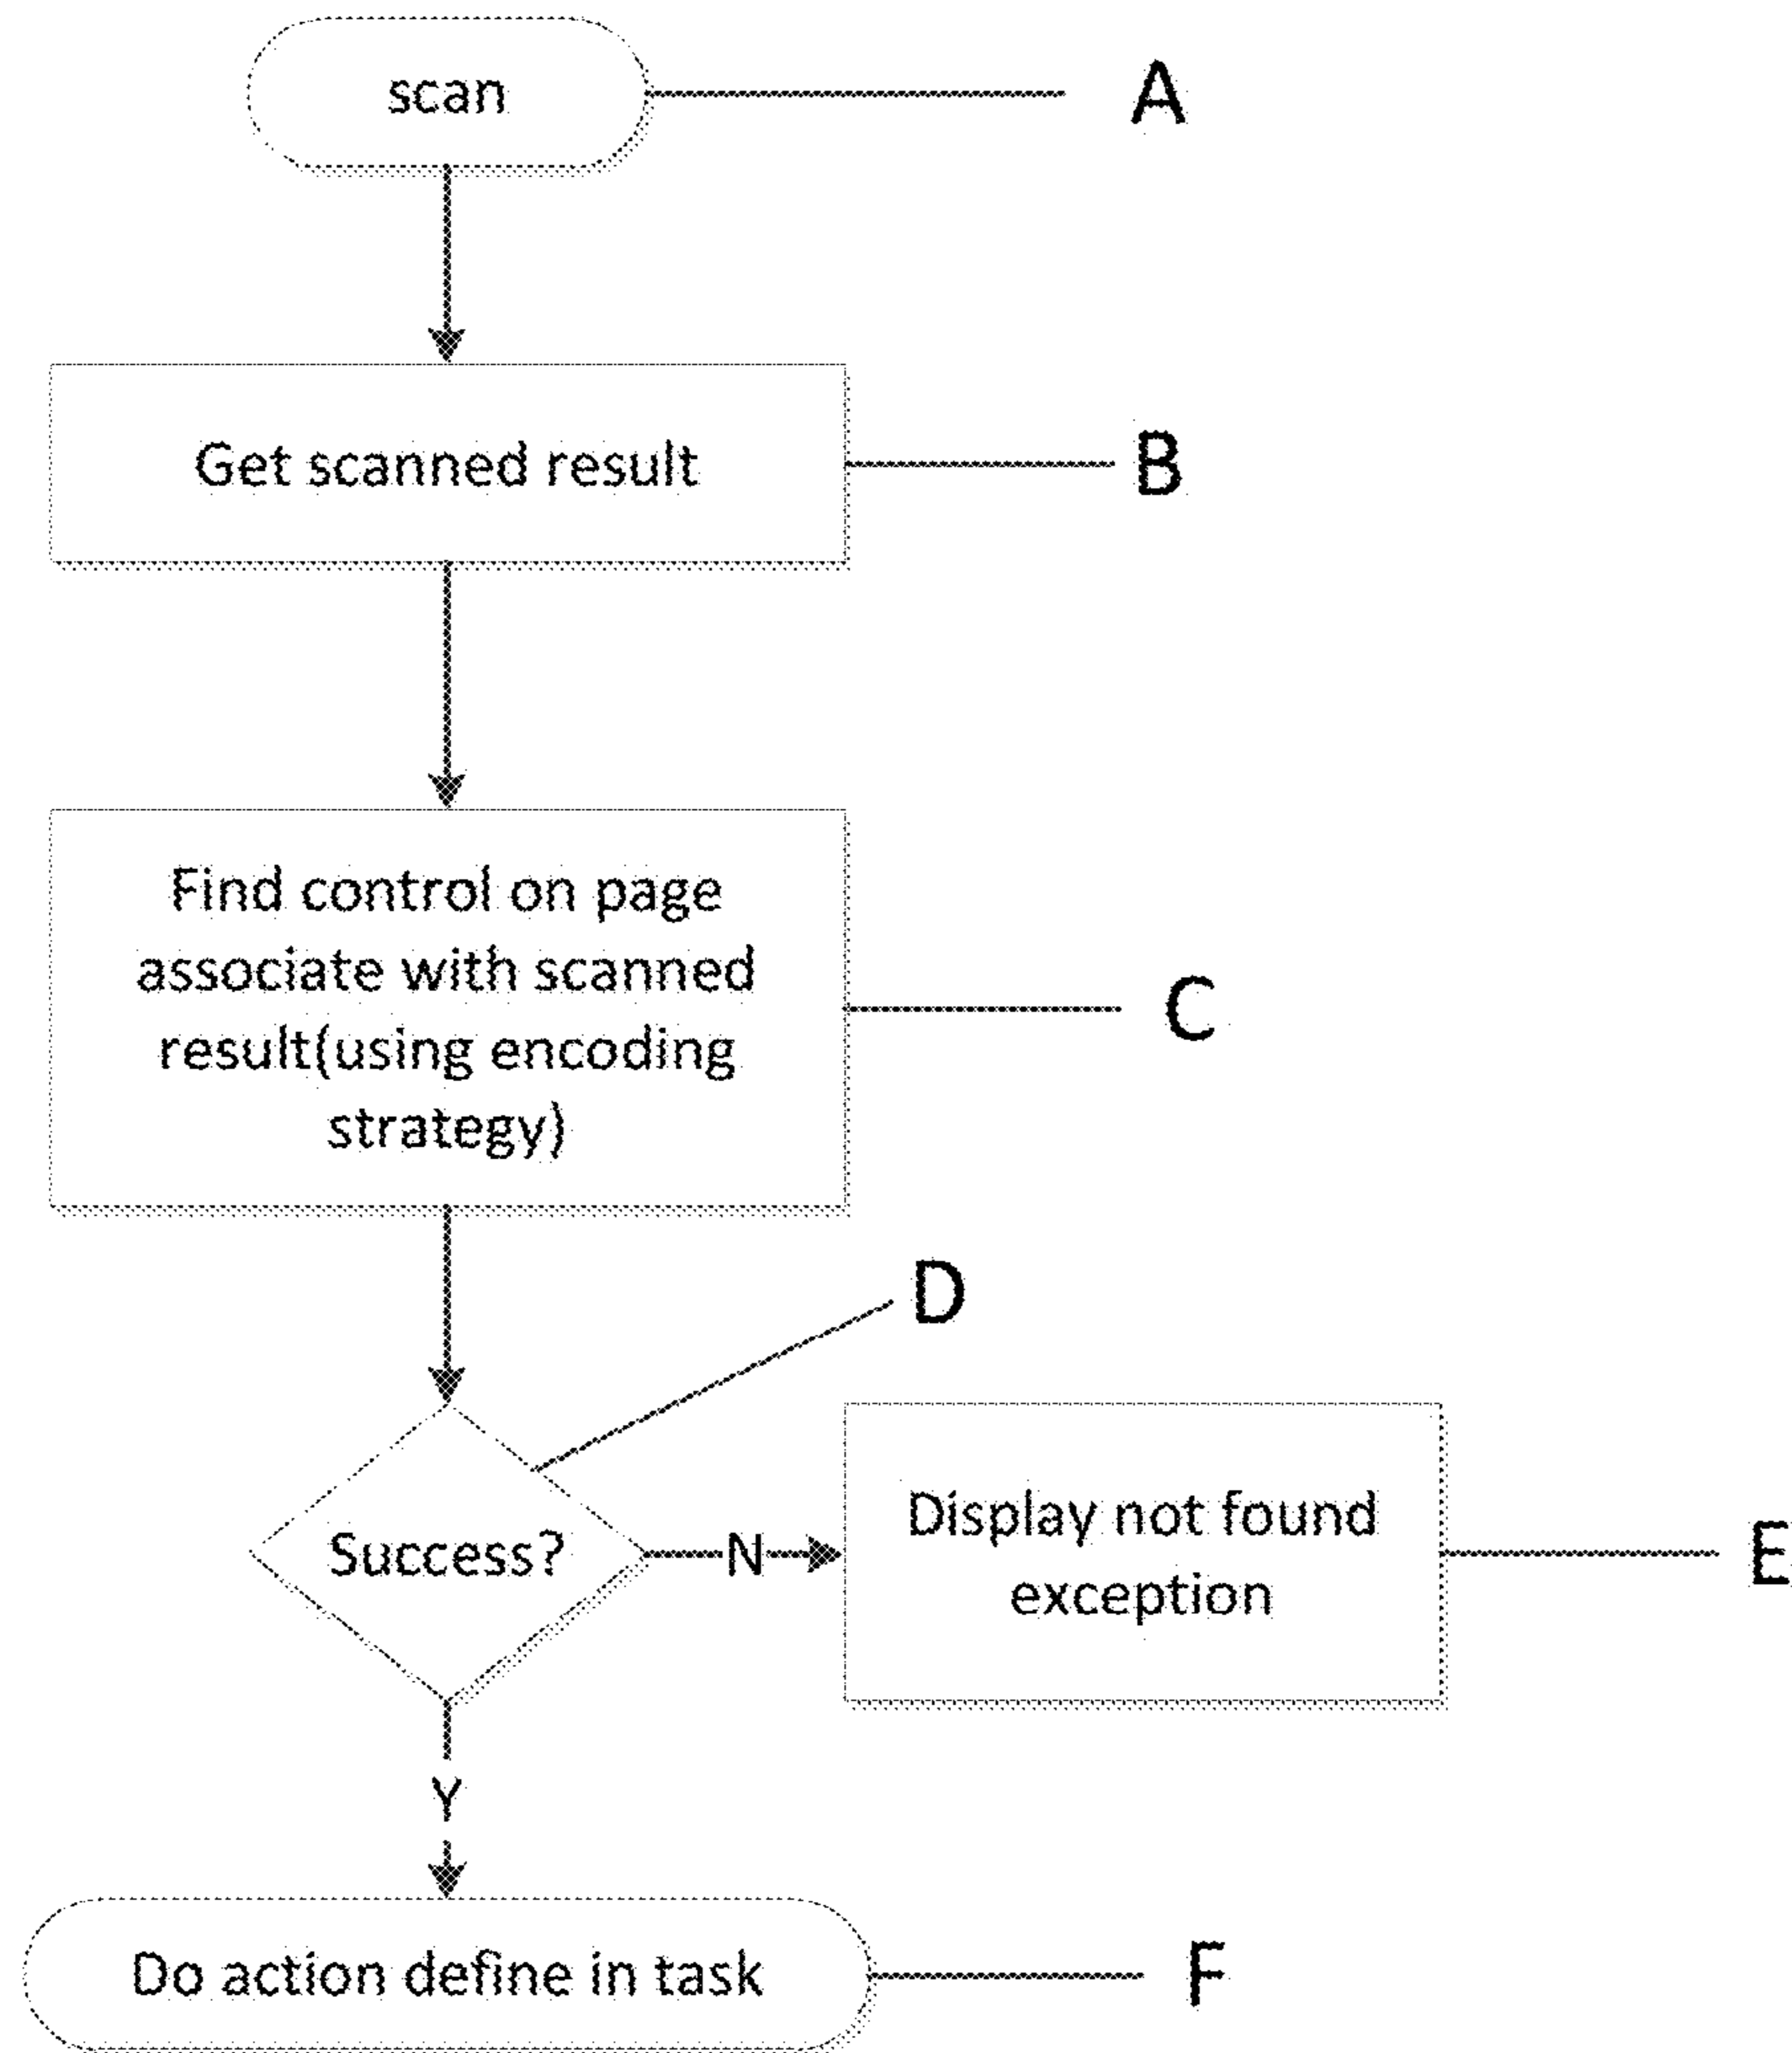 scan
A
Get scanned result
B
Find control on page
associate with scanned
result(using encoding
strategy)
C
D
Success?
N
Display not found
exception
E
Y
Do action define in task
F